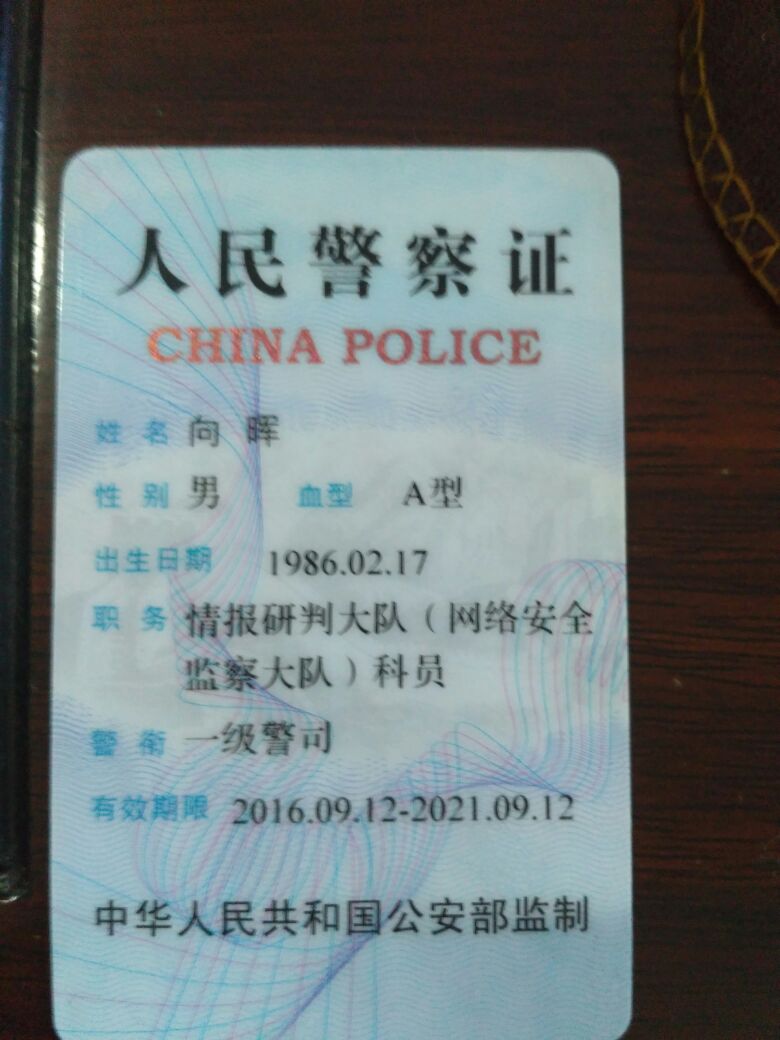 人民警察证
CHINA POLICE
姓 名 向 晖
性 别 男 血型 A型
出生日期 1986.02.17
职 务 情报研判大队（网络安全
监察大队）科员
警 衔 一级警司
有效期限 2016.09.12-2021.09.12
中华人民共和国公安部监制